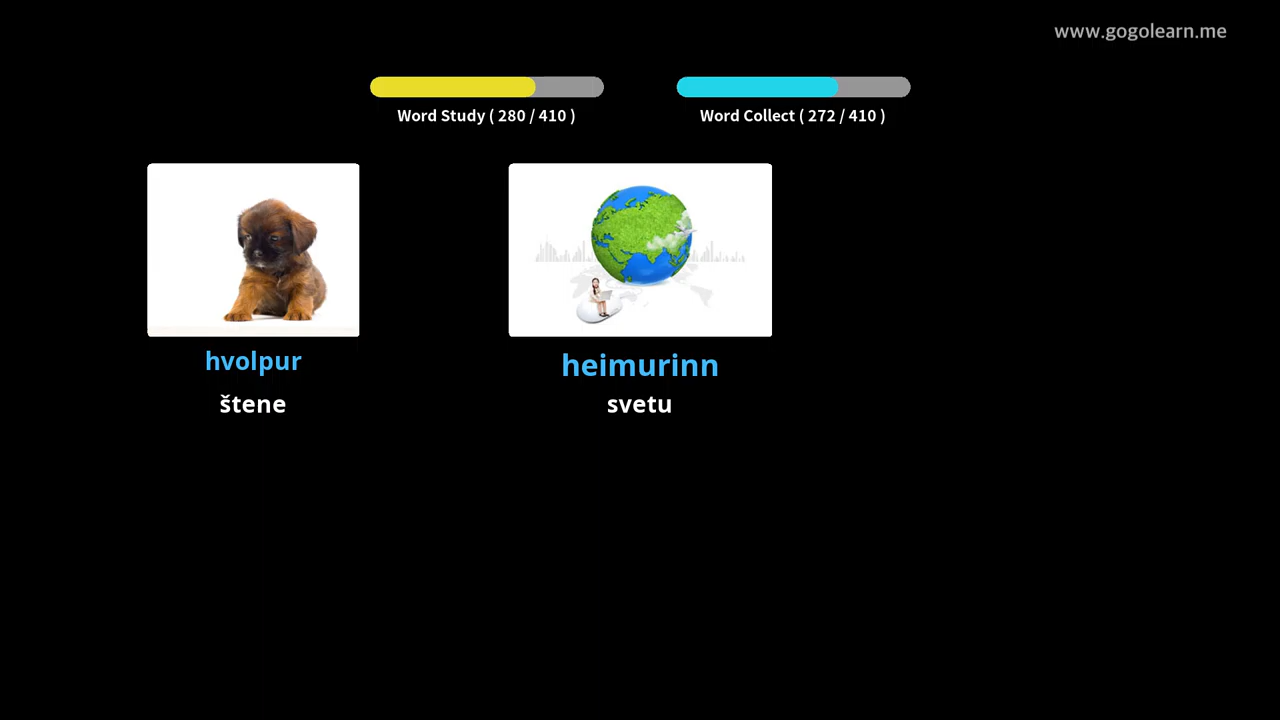 www.gogolearn.me
Word Study ( 280 / 410 )
Word Collect ( 272 / 410 )
hvolpur
heimurinn
štene
svetu